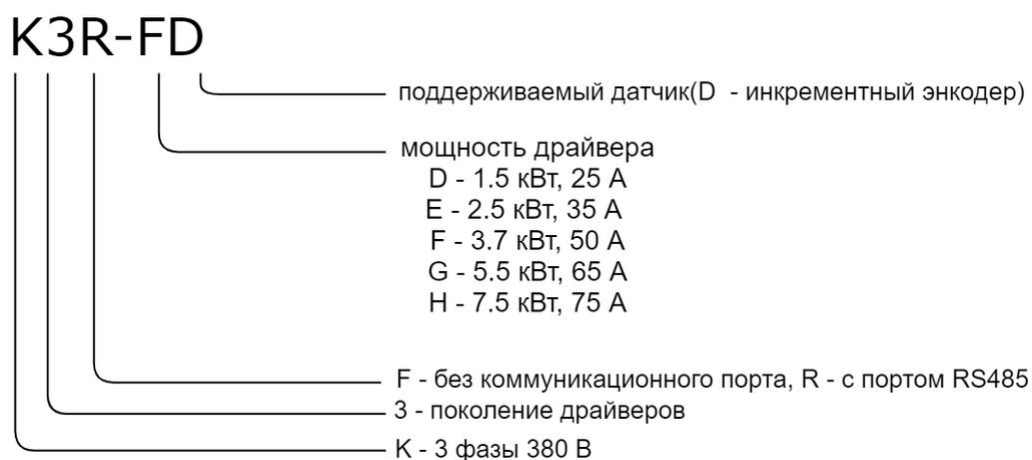 K3R-FD
поддерживаемый датчик(D - инкрементный энкодер)
мощность драйвера
D - 1.5 кВт, 25 А
E - 2.5 кВт, 35 А
F - 3.7 кВт, 50 А
G - 5.5 кВт, 65 А
H - 7.5 кВт, 75 А
F - без коммуникационного порта, R - с портом RS485
3 - поколение драйверов
K - 3 фазы 380 В